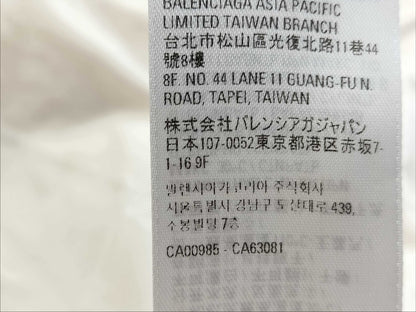 BALENCIAGA ASIA PACIFIC
LIMITED TAIWAN BRANCH
台北市松山區光復北路11巷44
號8樓
8F. NO. 44 LANE 11 GUANG-FU N.
ROAD, TAPEI, TAIWAN
株式会社バレンシアガジャパン
日本107-0052東京都港区赤坂7-
1-16 9F
발렌시아가코리아 주식회사
서울특별시 강남구 도산대로 439,
소봉빌딩 7층
CA00985 - CA63081